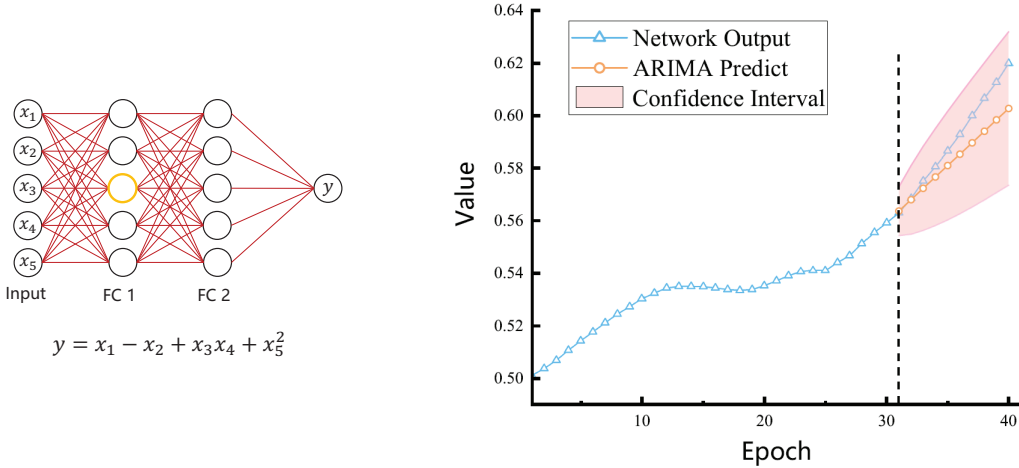 x₁
x₂
x₃
x₄
x₅
y
Input
FC 1
FC 2
y = x₁ − x₂ + x₃x₄ + x₅²
Network Output
ARIMA Predict
Confidence Interval
Value
0.64
0.62
0.60
0.58
0.56
0.54
0.52
0.50
10
20
30
40
Epoch